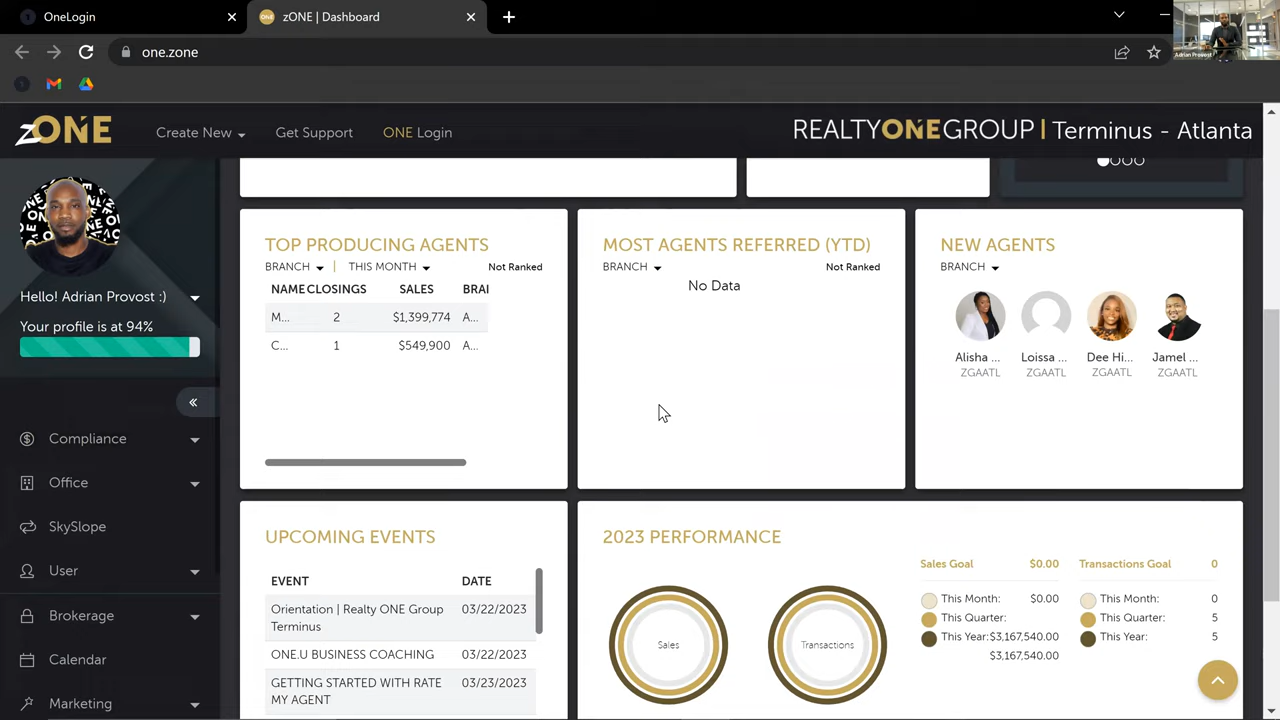 OneLogin
zONE | Dashboard
one.zone
Adrian Provost
zONE
Create New
Get Support
ONE Login
REALTYONEGROUP | Terminus - Atlanta
Hello! Adrian Provost :)
Your profile is at 94%
Compliance
Office
SkySlope
User
Brokerage
Calendar
Marketing
TOP PRODUCING AGENTS
BRANCH | THIS MONTH Not Ranked
NAME CLOSINGS SALES BRAI
M... 2 $1,399,774 A...
C... 1 $549,900 A...
MOST AGENTS REFERRED (YTD)
BRANCH Not Ranked
No Data
NEW AGENTS
BRANCH
Alisha ... Loissa ... Dee Hi... Jamel ...
ZGAATL ZGAATL ZGAATL ZGAATL
UPCOMING EVENTS
EVENT DATE
Orientation | Realty ONE Group 03/22/2023
Terminus
ONE.U BUSINESS COACHING 03/22/2023
GETTING STARTED WITH RATE 03/23/2023
MY AGENT
2023 PERFORMANCE
Sales
Transactions
Sales Goal $0.00
This Month: $0.00
This Quarter:
This Year: $3,167,540.00
$3,167,540.00
Transactions Goal 0
This Month: 0
This Quarter: 5
This Year: 5